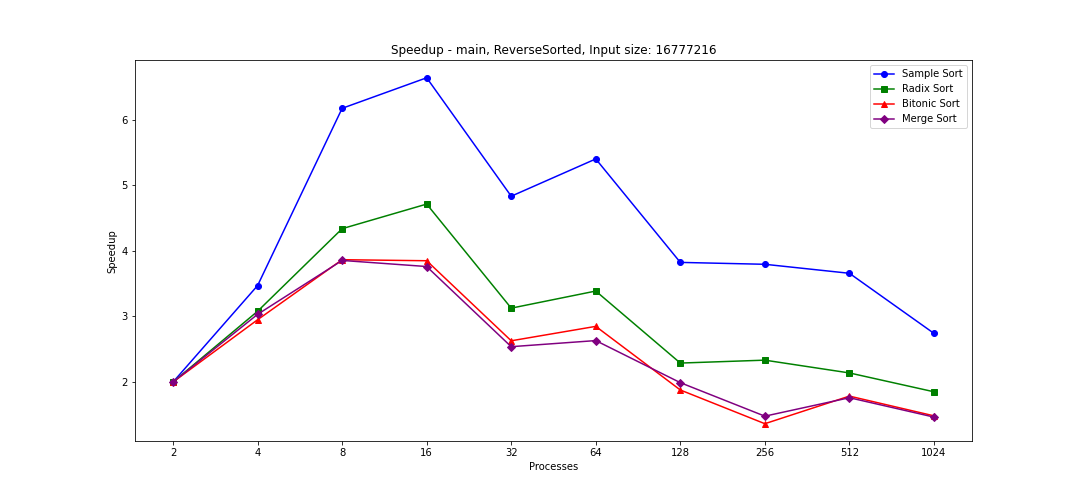 Speedup - main, ReverseSorted, Input size: 16777216
Sample Sort
Radix Sort
Bitonic Sort
Merge Sort
Speedup
6
5
4
3
2
2 4 8 16 32 64 128 256 512 1024
Processes